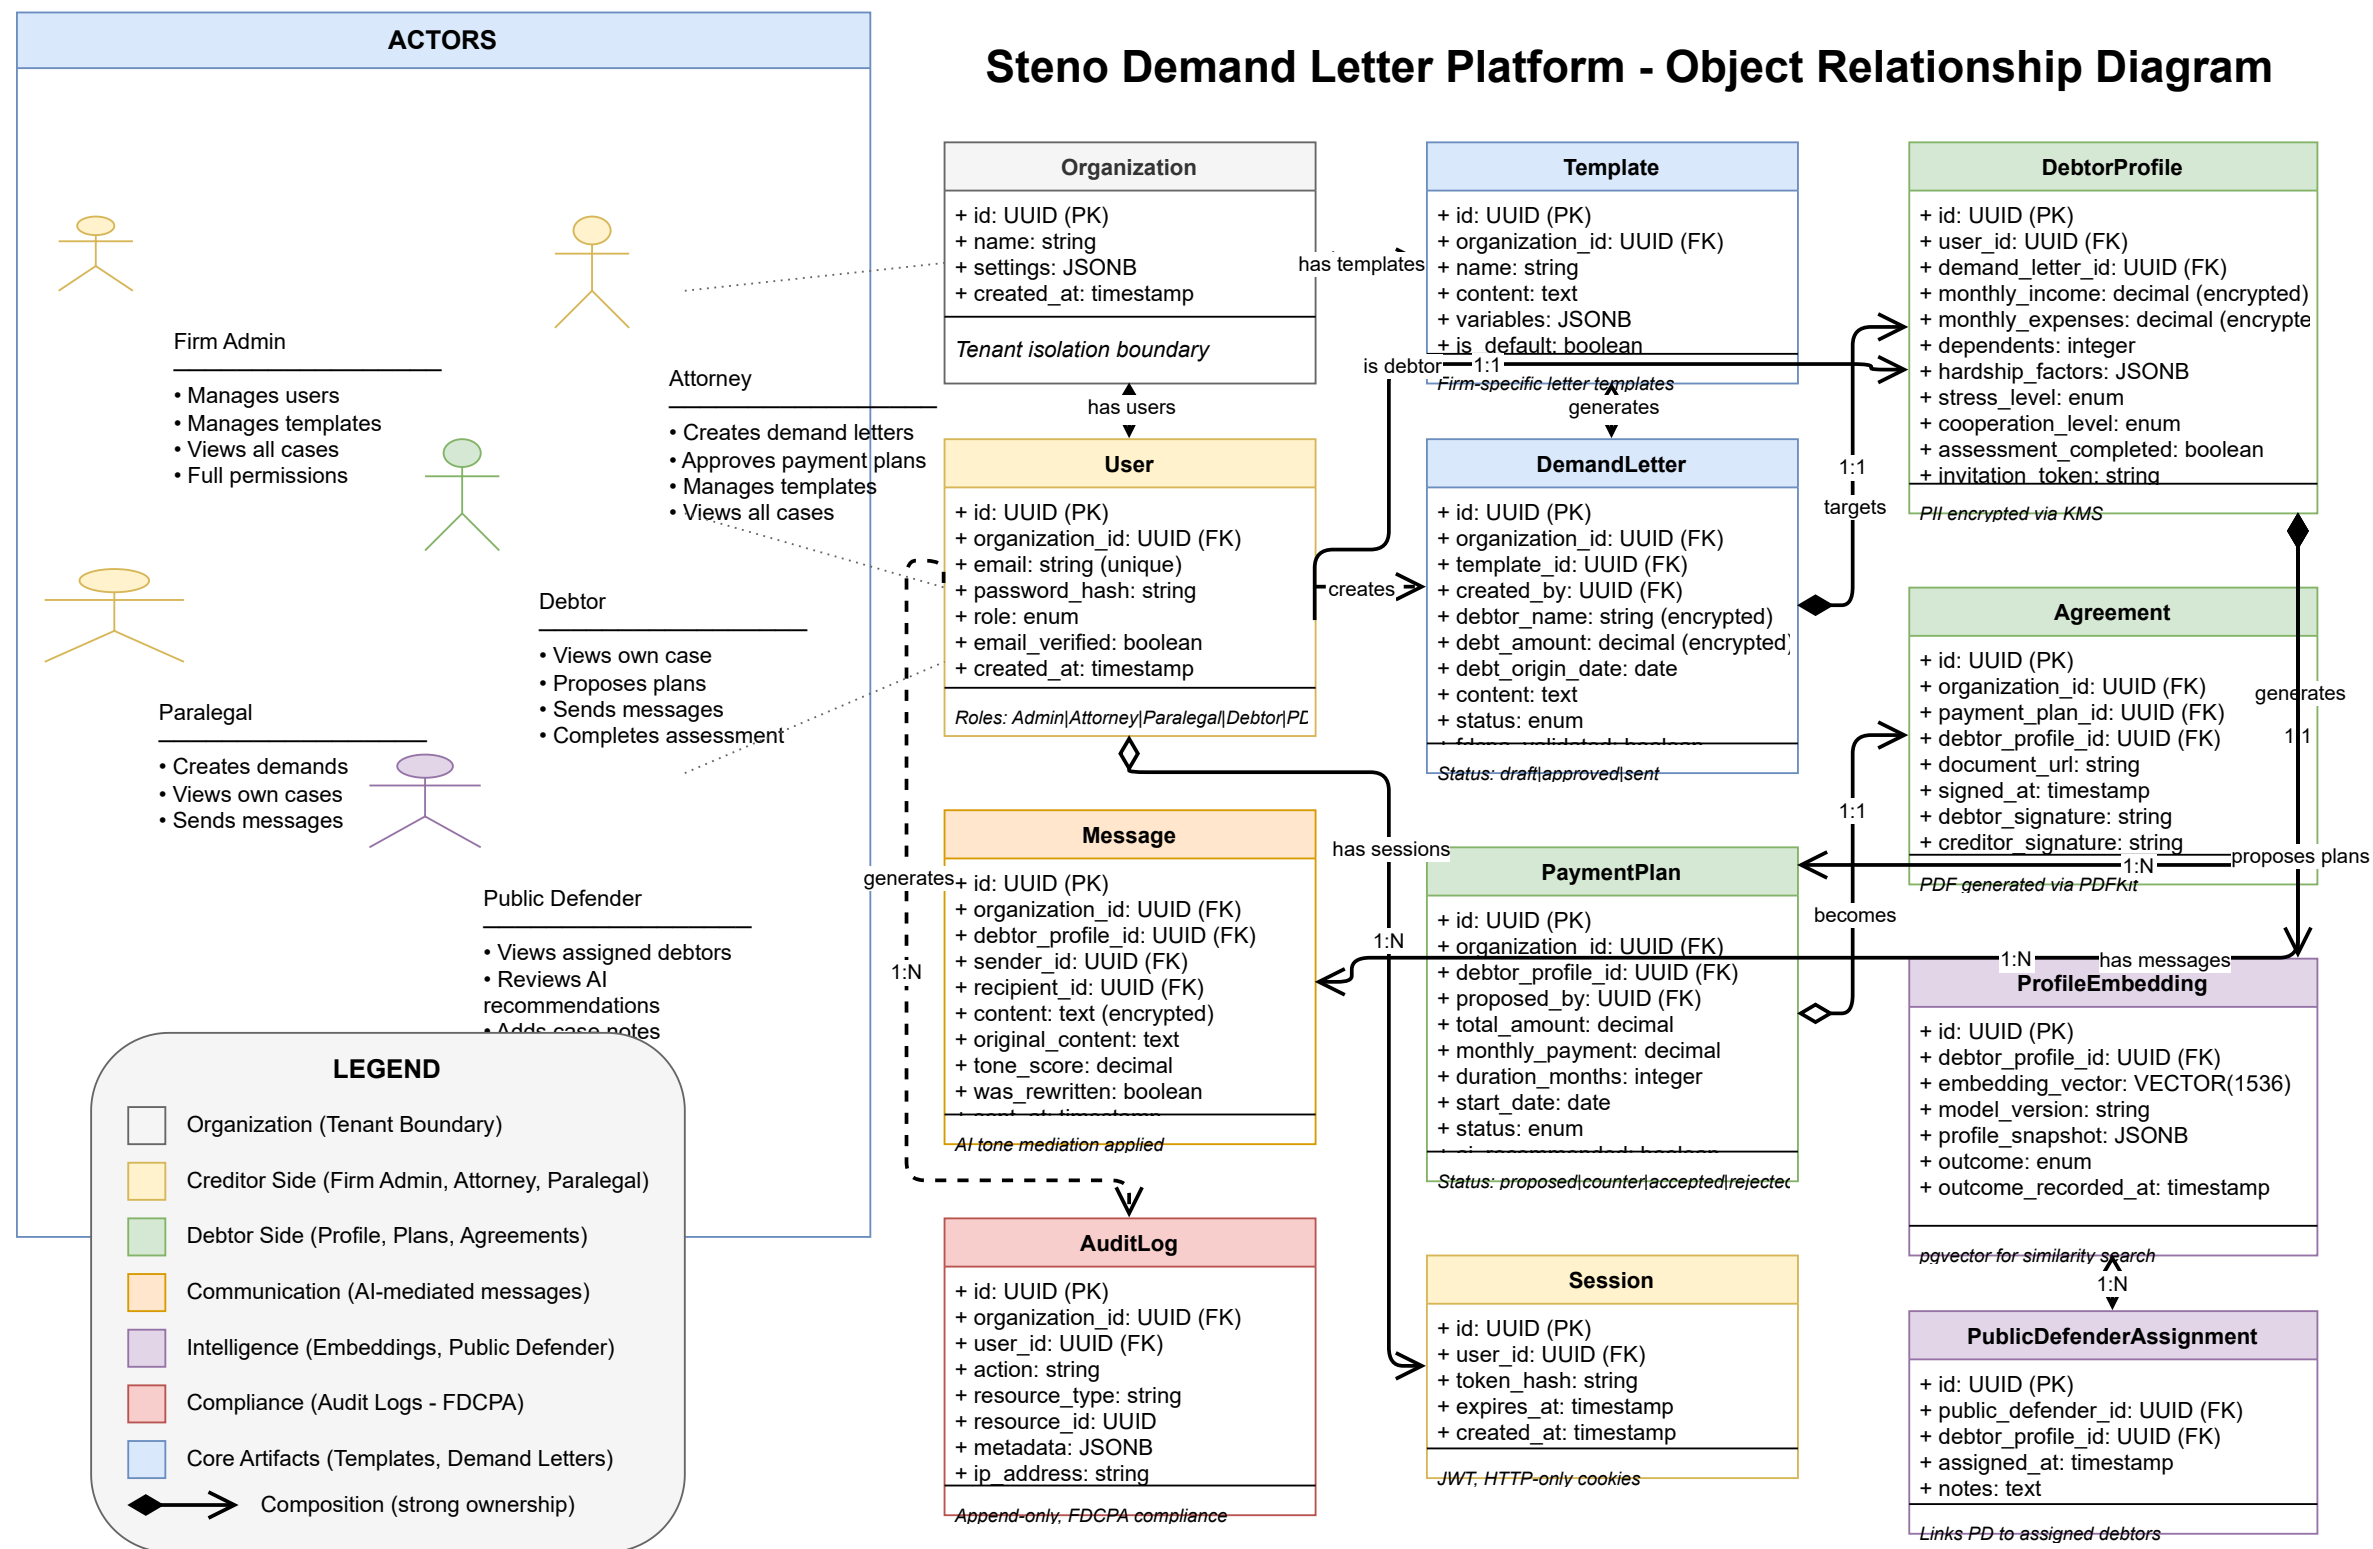 ACTORS
Steno Demand Letter Platform - Object Relationship Diagram
Firm Admin
• Manages users
• Manages templates
• Views all cases
• Full permissions
Attorney
• Creates demand letters
• Approves payment plans
• Manages templates
• Views all cases
Debtor
• Views own case
• Proposes plans
• Sends messages
• Completes assessment
Paralegal
• Creates demands
• Views own cases
• Sends messages
Public Defender
• Views assigned debtors
• Reviews AI
recommendations
• Adds case notes
LEGEND
Organization (Tenant Boundary)
Creditor Side (Firm Admin, Attorney, Paralegal)
Debtor Side (Profile, Plans, Agreements)
Communication (AI-mediated messages)
Intelligence (Embeddings, Public Defender)
Compliance (Audit Logs - FDCPA)
Core Artifacts (Templates, Demand Letters)
Composition (strong ownership)
Organization
+ id: UUID (PK)
+ name: string
+ settings: JSONB
+ created_at: timestamp
Tenant isolation boundary
has users
User
+ id: UUID (PK)
+ organization_id: UUID (FK)
+ email: string (unique)
+ password_hash: string
+ role: enum
+ email_verified: boolean
+ created_at: timestamp
Roles: Admin|Attorney|Paralegal|Debtor|PD
Message
+ id: UUID (PK)
+ organization_id: UUID (FK)
+ debtor_profile_id: UUID (FK)
+ sender_id: UUID (FK)
+ recipient_id: UUID (FK)
+ content: text (encrypted)
+ original_content: text
+ tone_score: decimal
+ was_rewritten: boolean
+ sent_at: timestamp
AI tone mediation applied
generates
1:N
AuditLog
+ id: UUID (PK)
+ organization_id: UUID (FK)
+ user_id: UUID (FK)
+ action: string
+ resource_type: string
+ resource_id: UUID
+ metadata: JSONB
+ ip_address: string
Append-only, FDCPA compliance
has templates
is debtor
1:1
creates
has sessions
1:N
Template
+ id: UUID (PK)
+ organization_id: UUID (FK)
+ name: string
+ content: text
+ variables: JSONB
+ is_default: boolean
Firm-specific letter templates
generates
DemandLetter
+ id: UUID (PK)
+ organization_id: UUID (FK)
+ template_id: UUID (FK)
+ created_by: UUID (FK)
+ debtor_name: string (encrypted)
+ debt_amount: decimal (encrypted)
+ debt_origin_date: date
+ content: text
+ status: enum
boolean
Status: draft|approved|sent
PaymentPlan
+ id: UUID (PK)
+ organization_id: UUID (FK)
+ debtor_profile_id: UUID (FK)
+ proposed_by: UUID (FK)
+ total_amount: decimal
+ monthly_payment: decimal
+ duration_months: integer
+ start_date: date
+ status: enum
+ ai_recommended: boolean
Status: proposed|counter|accepted|rejected
Session
+ id: UUID (PK)
+ user_id: UUID (FK)
+ token_hash: string
+ expires_at: timestamp
+ created_at: timestamp
JWT, HTTP-only cookies
1:1
targets
1:1
becomes
DebtorProfile
+ id: UUID (PK)
+ user_id: UUID (FK)
+ demand_letter_id: UUID (FK)
+ monthly_income: decimal (encrypted)
+ monthly_expenses: decimal (encrypte
+ dependents: integer
+ hardship_factors: JSONB
+ stress_level: enum
+ cooperation_level: enum
+ assessment_completed: boolean
+ invitation_token: string
PII encrypted via KMS
Agreement
+ id: UUID (PK)
+ organization_id: UUID (FK)
+ payment_plan_id: UUID (FK)
+ debtor_profile_id: UUID (FK)
+ document_url: string
+ signed_at: timestamp
+ debtor_signature: string
+ creditor_signature: string
PDF generated via PDFKit
generates
1:1
proposes plans
1:N
1:N
has messages
ProfileEmbedding
+ id: UUID (PK)
+ debtor_profile_id: UUID (FK)
+ embedding_vector: VECTOR(1536)
+ model_version: string
+ profile_snapshot: JSONB
+ outcome: enum
+ outcome_recorded_at: timestamp
pgvector for similarity search
1:N
PublicDefenderAssignment
+ id: UUID (PK)
+ public_defender_id: UUID (FK)
+ debtor_profile_id: UUID (FK)
+ assigned_at: timestamp
+ notes: text
Links PD to assigned debtors